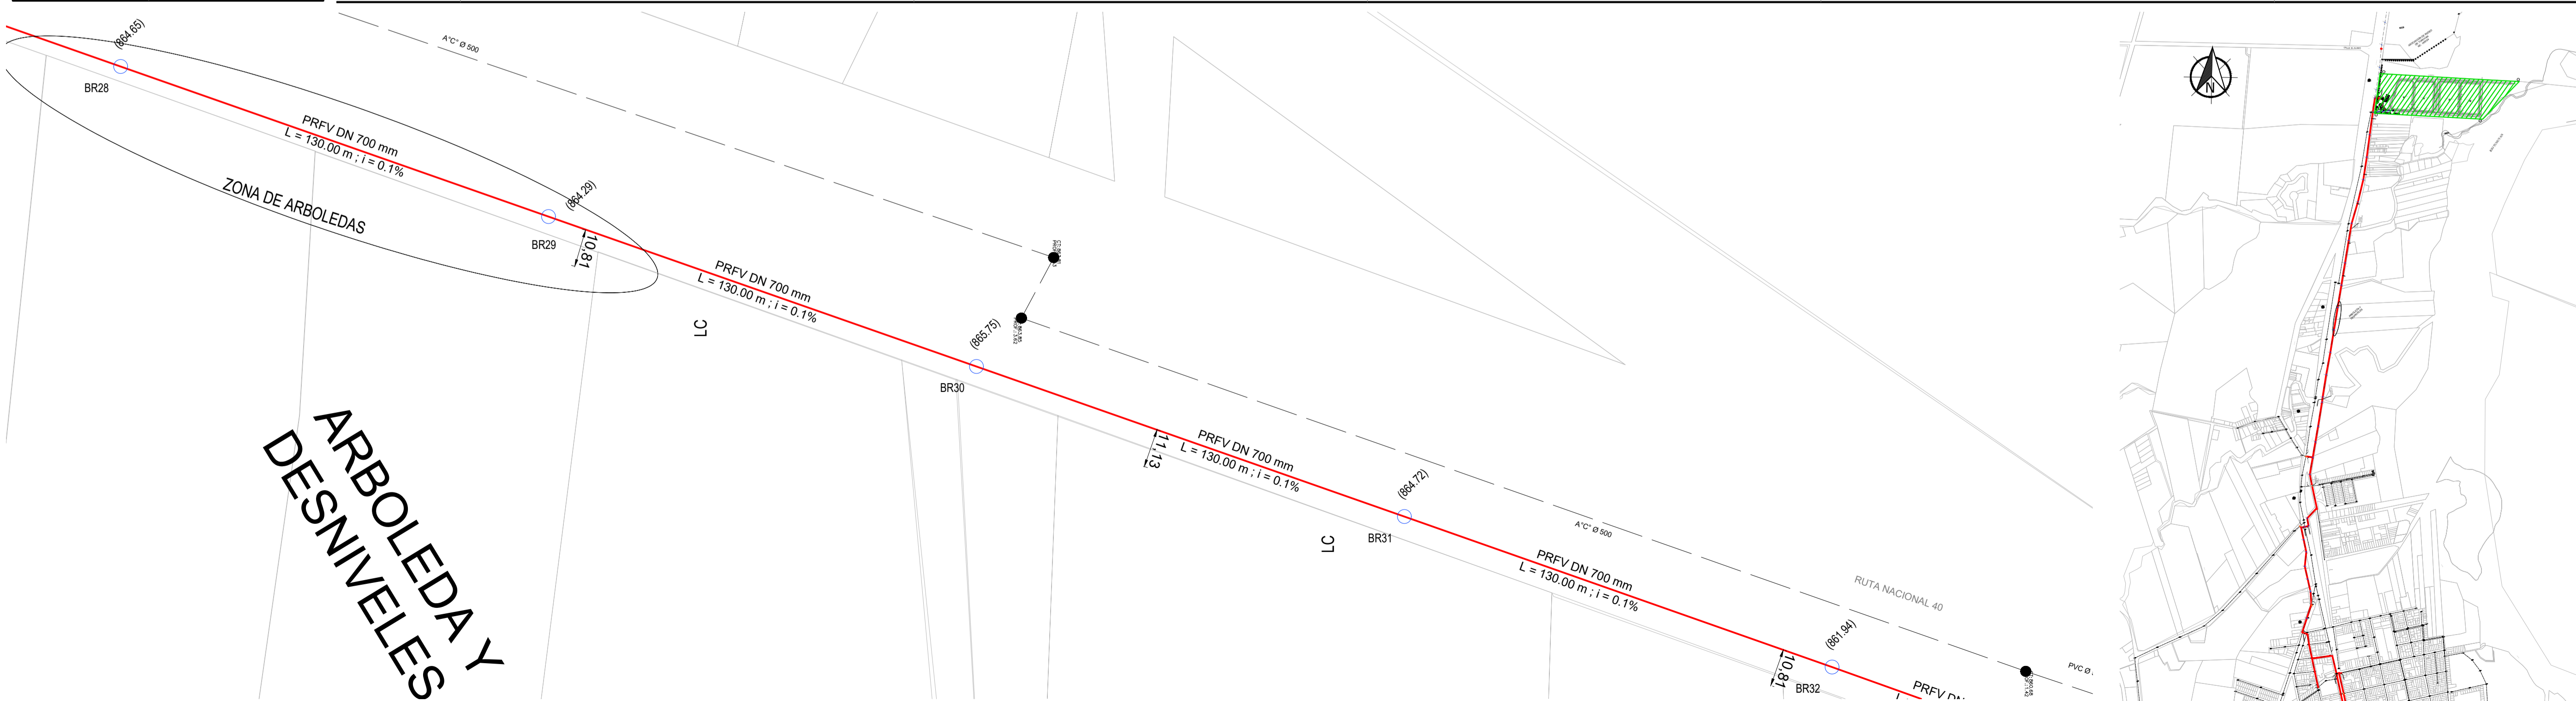 (864.65)
BR28
A"C" Ø 500
PRFV DN 700 mm
L = 130.00 m ; i = 0.1%
ZONA DE ARBOLEDAS
(864.29)
BR29
10,81
PRFV DN 700 mm
L = 130.00 m ; i = 0.1%
LC
(865.75)
BR30
ARBOLEDA Y
DESNIVELES
11,13
PRFV DN 700 mm
L = 130.00 m ; i = 0.1%
(864.72)
BR31
LC
A"C" Ø 500
PRFV DN 700 mm
L = 130.00 m ; i = 0.1%
RUTA NACIONAL 40
(861.94)
BR32
10,81
PVC Ø
PRFV DN
N